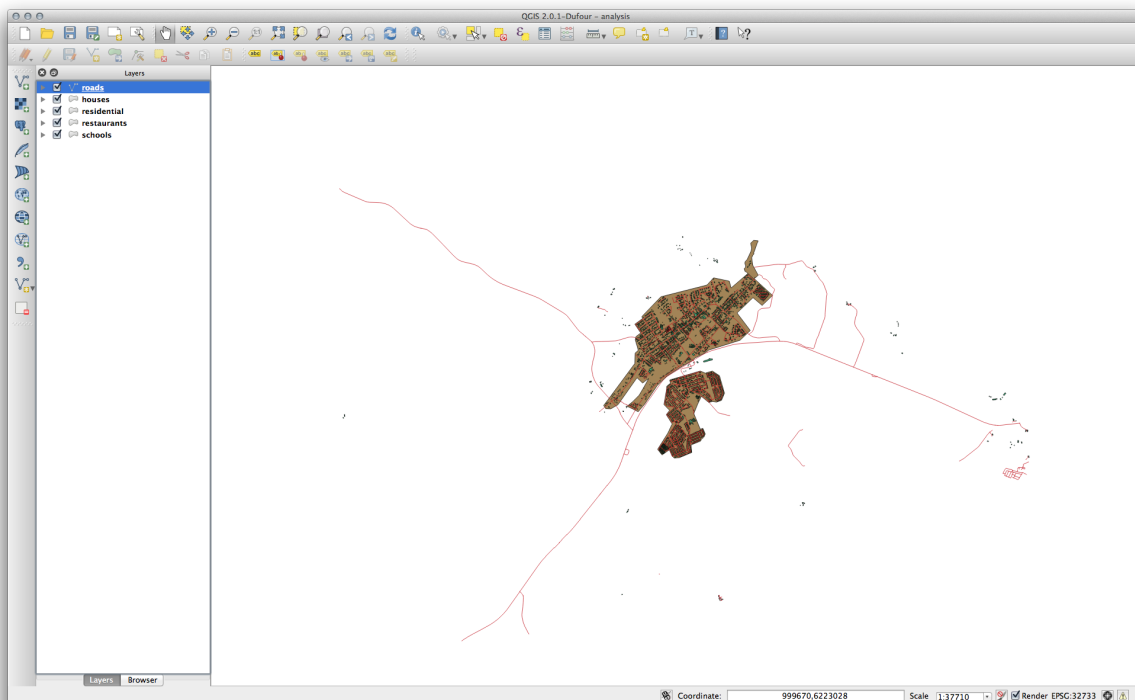 QGIS 2.0.1-Dufour - analysis
Layers
roads
houses
residential
restaurants
schools
Layers Browser
Coordinate: 999670,6223028 Scale 1:37710 Render EPSG:32733